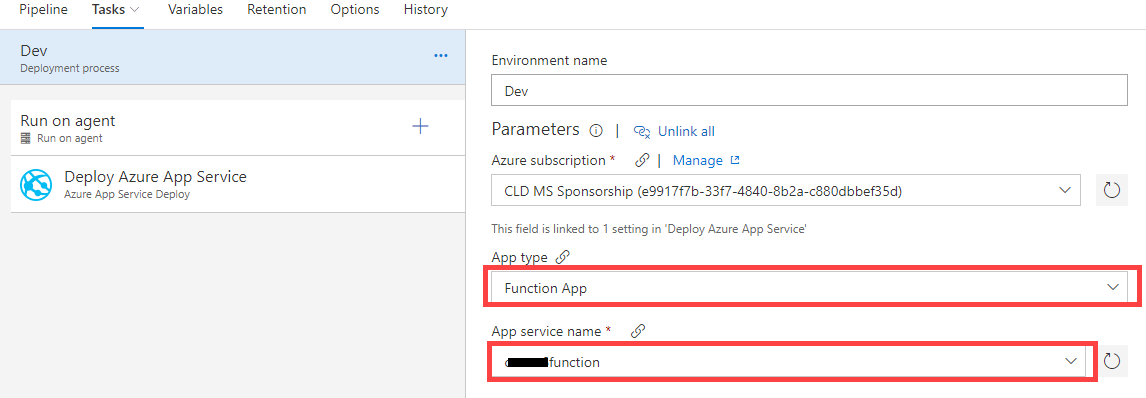 Pipeline Tasks Variables Retention Options History
Dev
Deployment process
Run on agent
Run on agent
Deploy Azure App Service
Azure App Service Deploy
Environment name
Dev
Parameters | Unlink all
Azure subscription * | Manage
CLD MS Sponsorship (e9917f7b-33f7-4840-8b2a-c880dbbef35d)
This field is linked to 1 setting in 'Deploy Azure App Service'
App type
Function App
App service name *
function